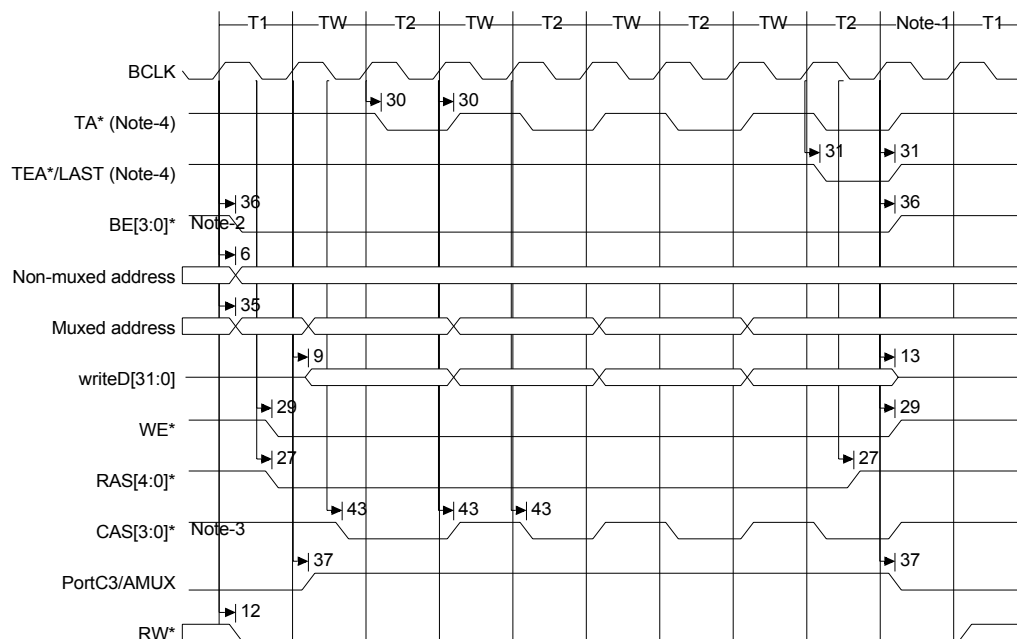 T1 TW T2 TW T2 TW T2 TW T2 Note-1 T1
BCLK
30 30
TA* (Note-4)
31 31
TEA*/LAST (Note-4)
36 36
BE[3:0]* Note-2
6
Non-muxed address
35
Muxed address
9 13
writeD[31:0]
29 29
WE*
27 27
RAS[4:0]*
43 43 43
CAS[3:0]* Note-3
37 37
PortC3/AMUX
12
RW*